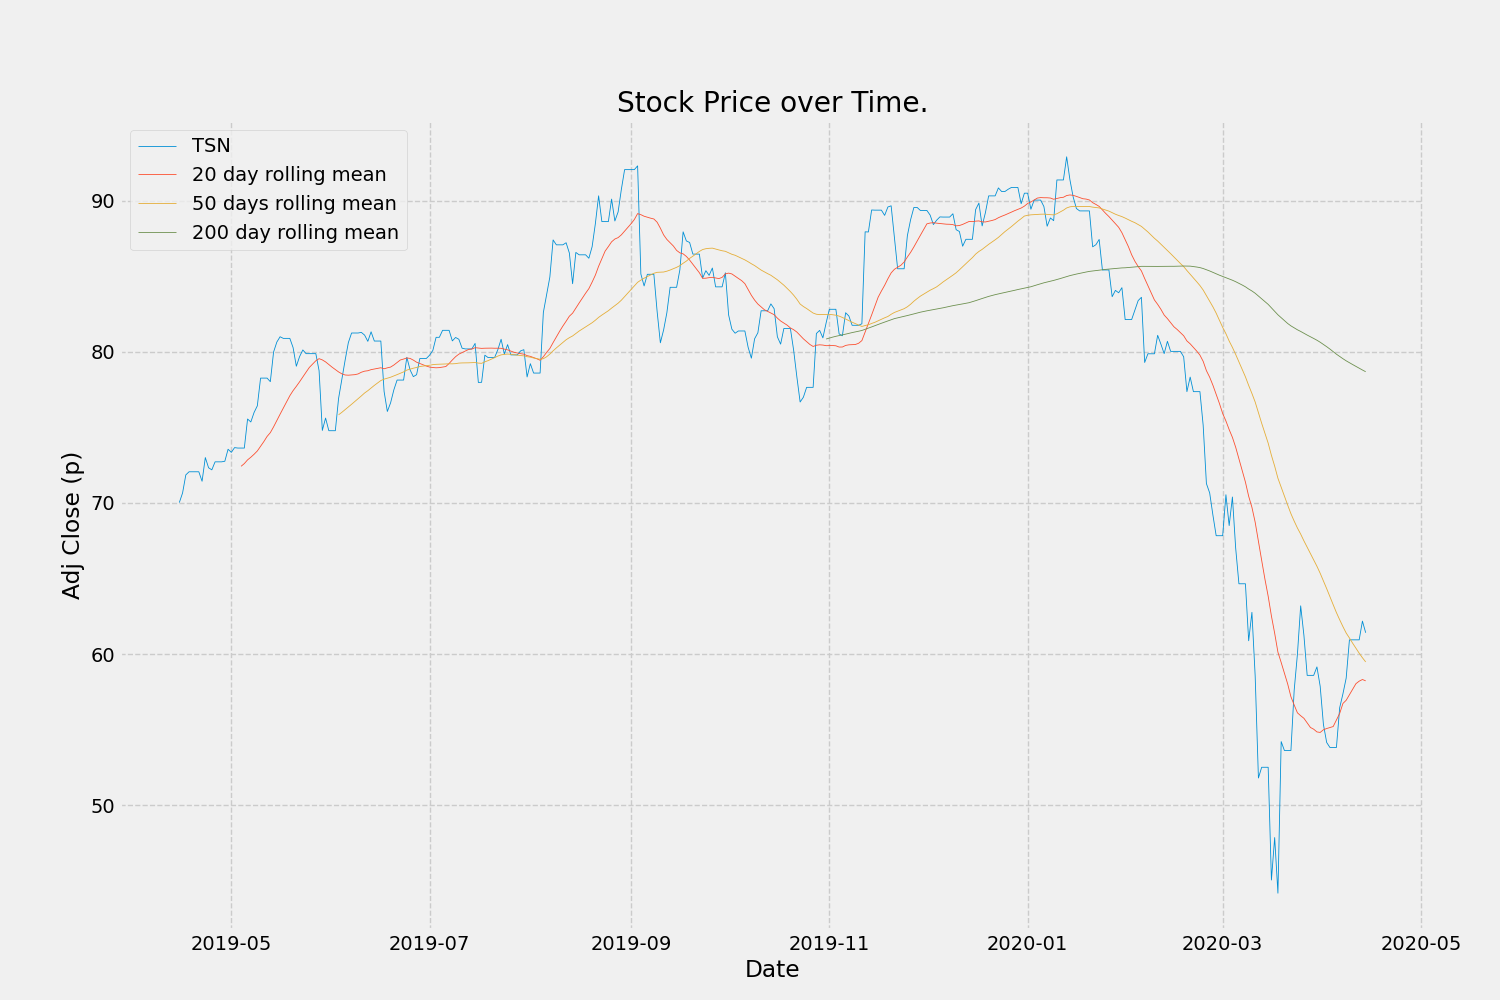 Stock Price over Time.
TSN
20 day rolling mean
50 days rolling mean
200 day rolling mean
Adj Close (p)
90
80
70
60
50
2019-05
2019-07
2019-09
2019-11
2020-01
2020-03
2020-05
Date